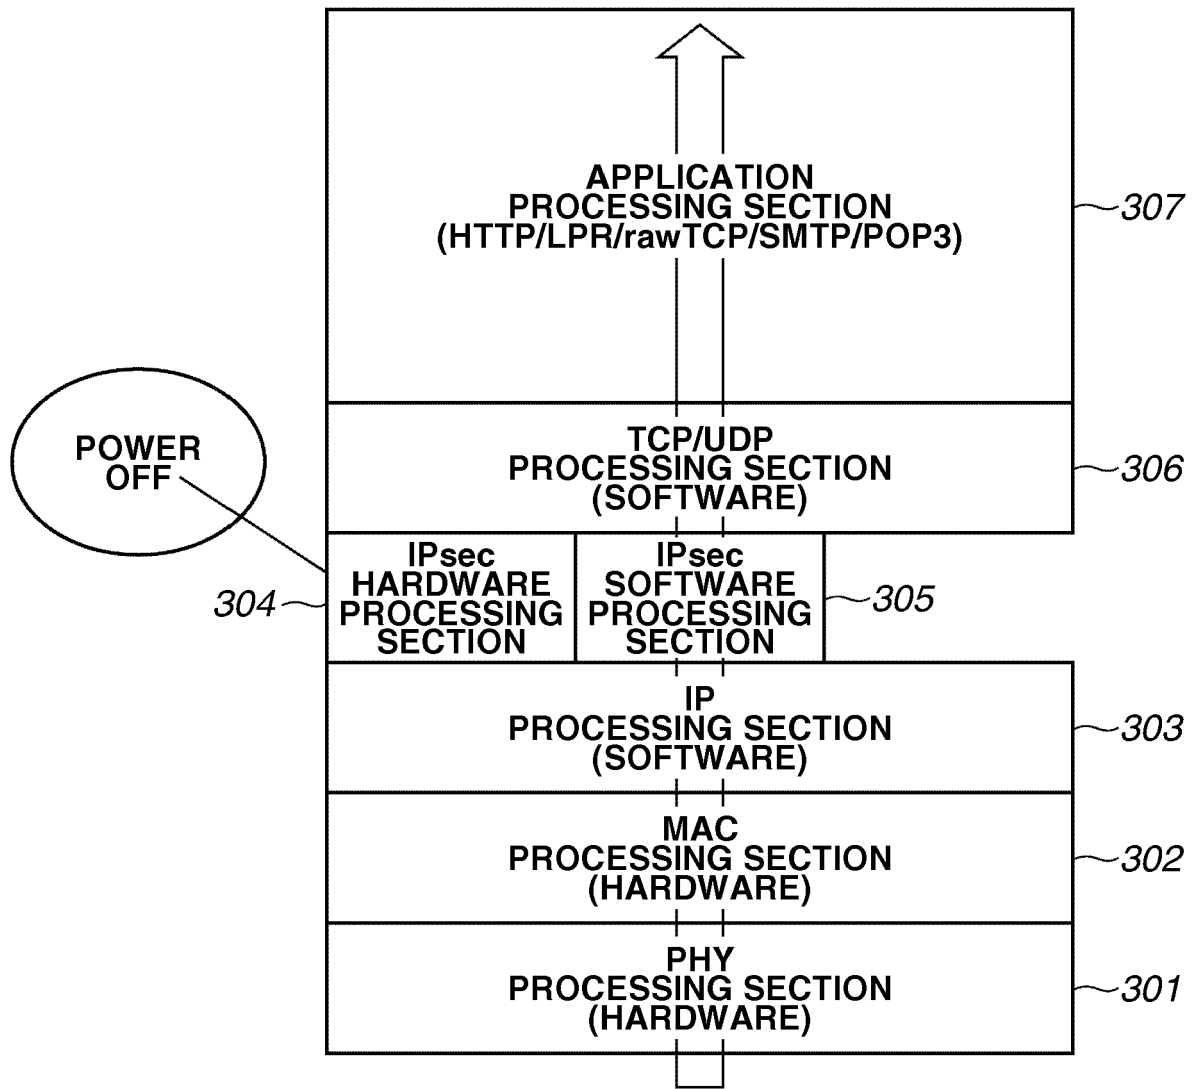 APPLICATION
PROCESSING SECTION
(HTTP/LPR/rawTCP/SMTP/POP3)
307
POWER
OFF
TCP/UDP
PROCESSING SECTION
(SOFTWARE)
306
304
IPsec
HARDWARE
PROCESSING
SECTION
IPsec
SOFTWARE
PROCESSING
SECTION
305
IP
PROCESSING SECTION
(SOFTWARE)
303
MAC
PROCESSING SECTION
(HARDWARE)
302
PHY
PROCESSING SECTION
(HARDWARE)
301